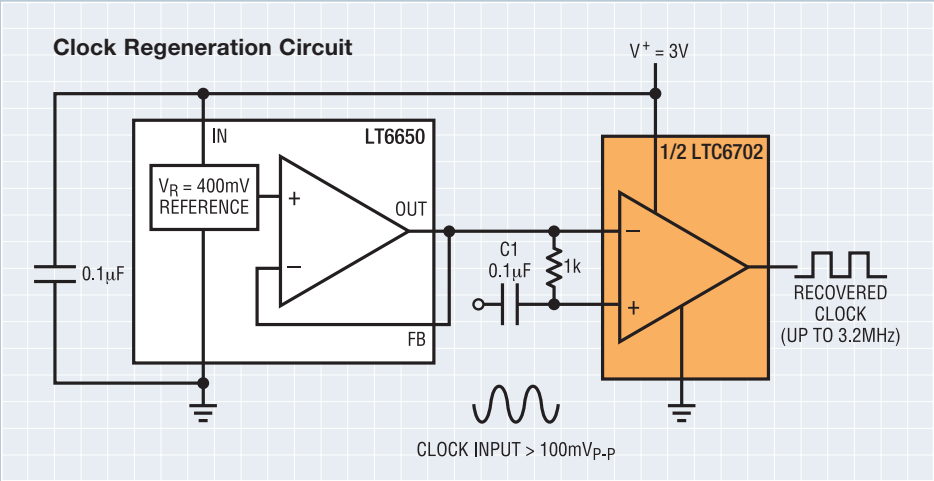 Clock Regeneration Circuit
V+ = 3V
IN
LT6650
1/2 LTC6702
VR = 400mV
REFERENCE
+
OUT
−
−
C1
0.1µF
1k
0.1µF
+
RECOVERED
CLOCK
(UP TO 3.2MHz)
FB
CLOCK INPUT > 100mVP-P